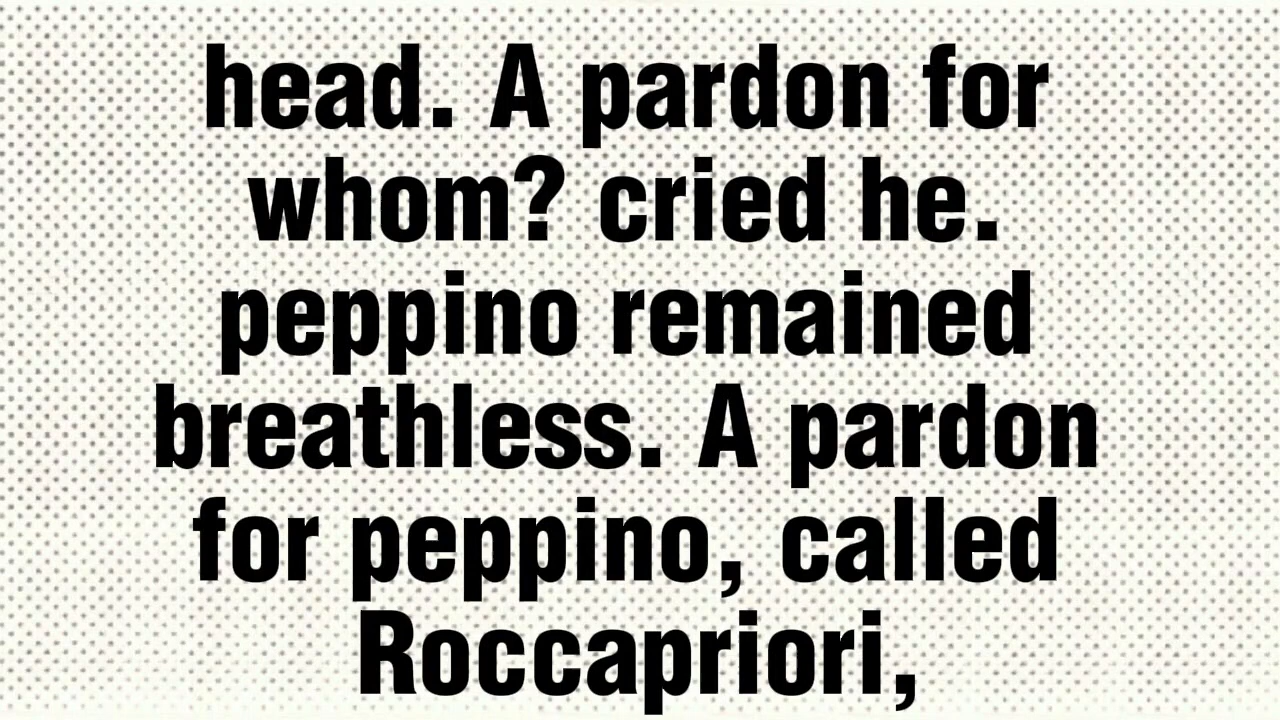 head. A pardon for
whom? cried he.
peppino remained
breathless. A pardon
for peppino, called
Roccapriori,